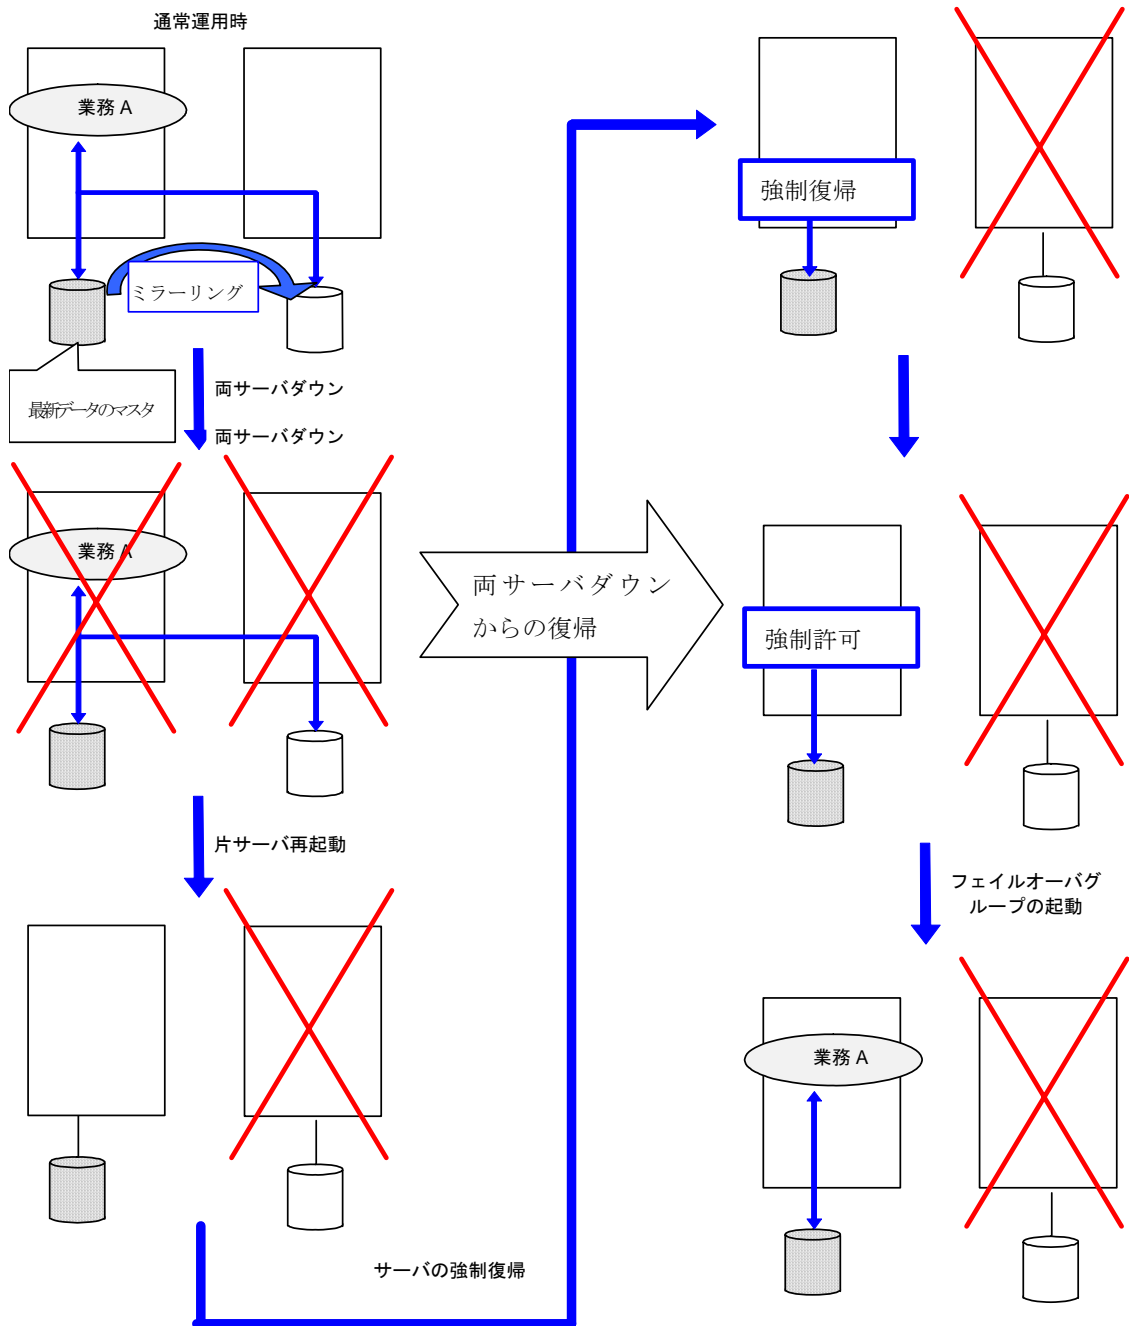 通常運用時
業務 A
ミラーリング
最新データのマスタ
両サーバダウン
両サーバダウン
業務 A
片サーバ再起動
サーバの強制復帰
両サーバダウン
からの復帰
強制復帰
強制許可
フェイルオーバグ
ループの起動
業務 A